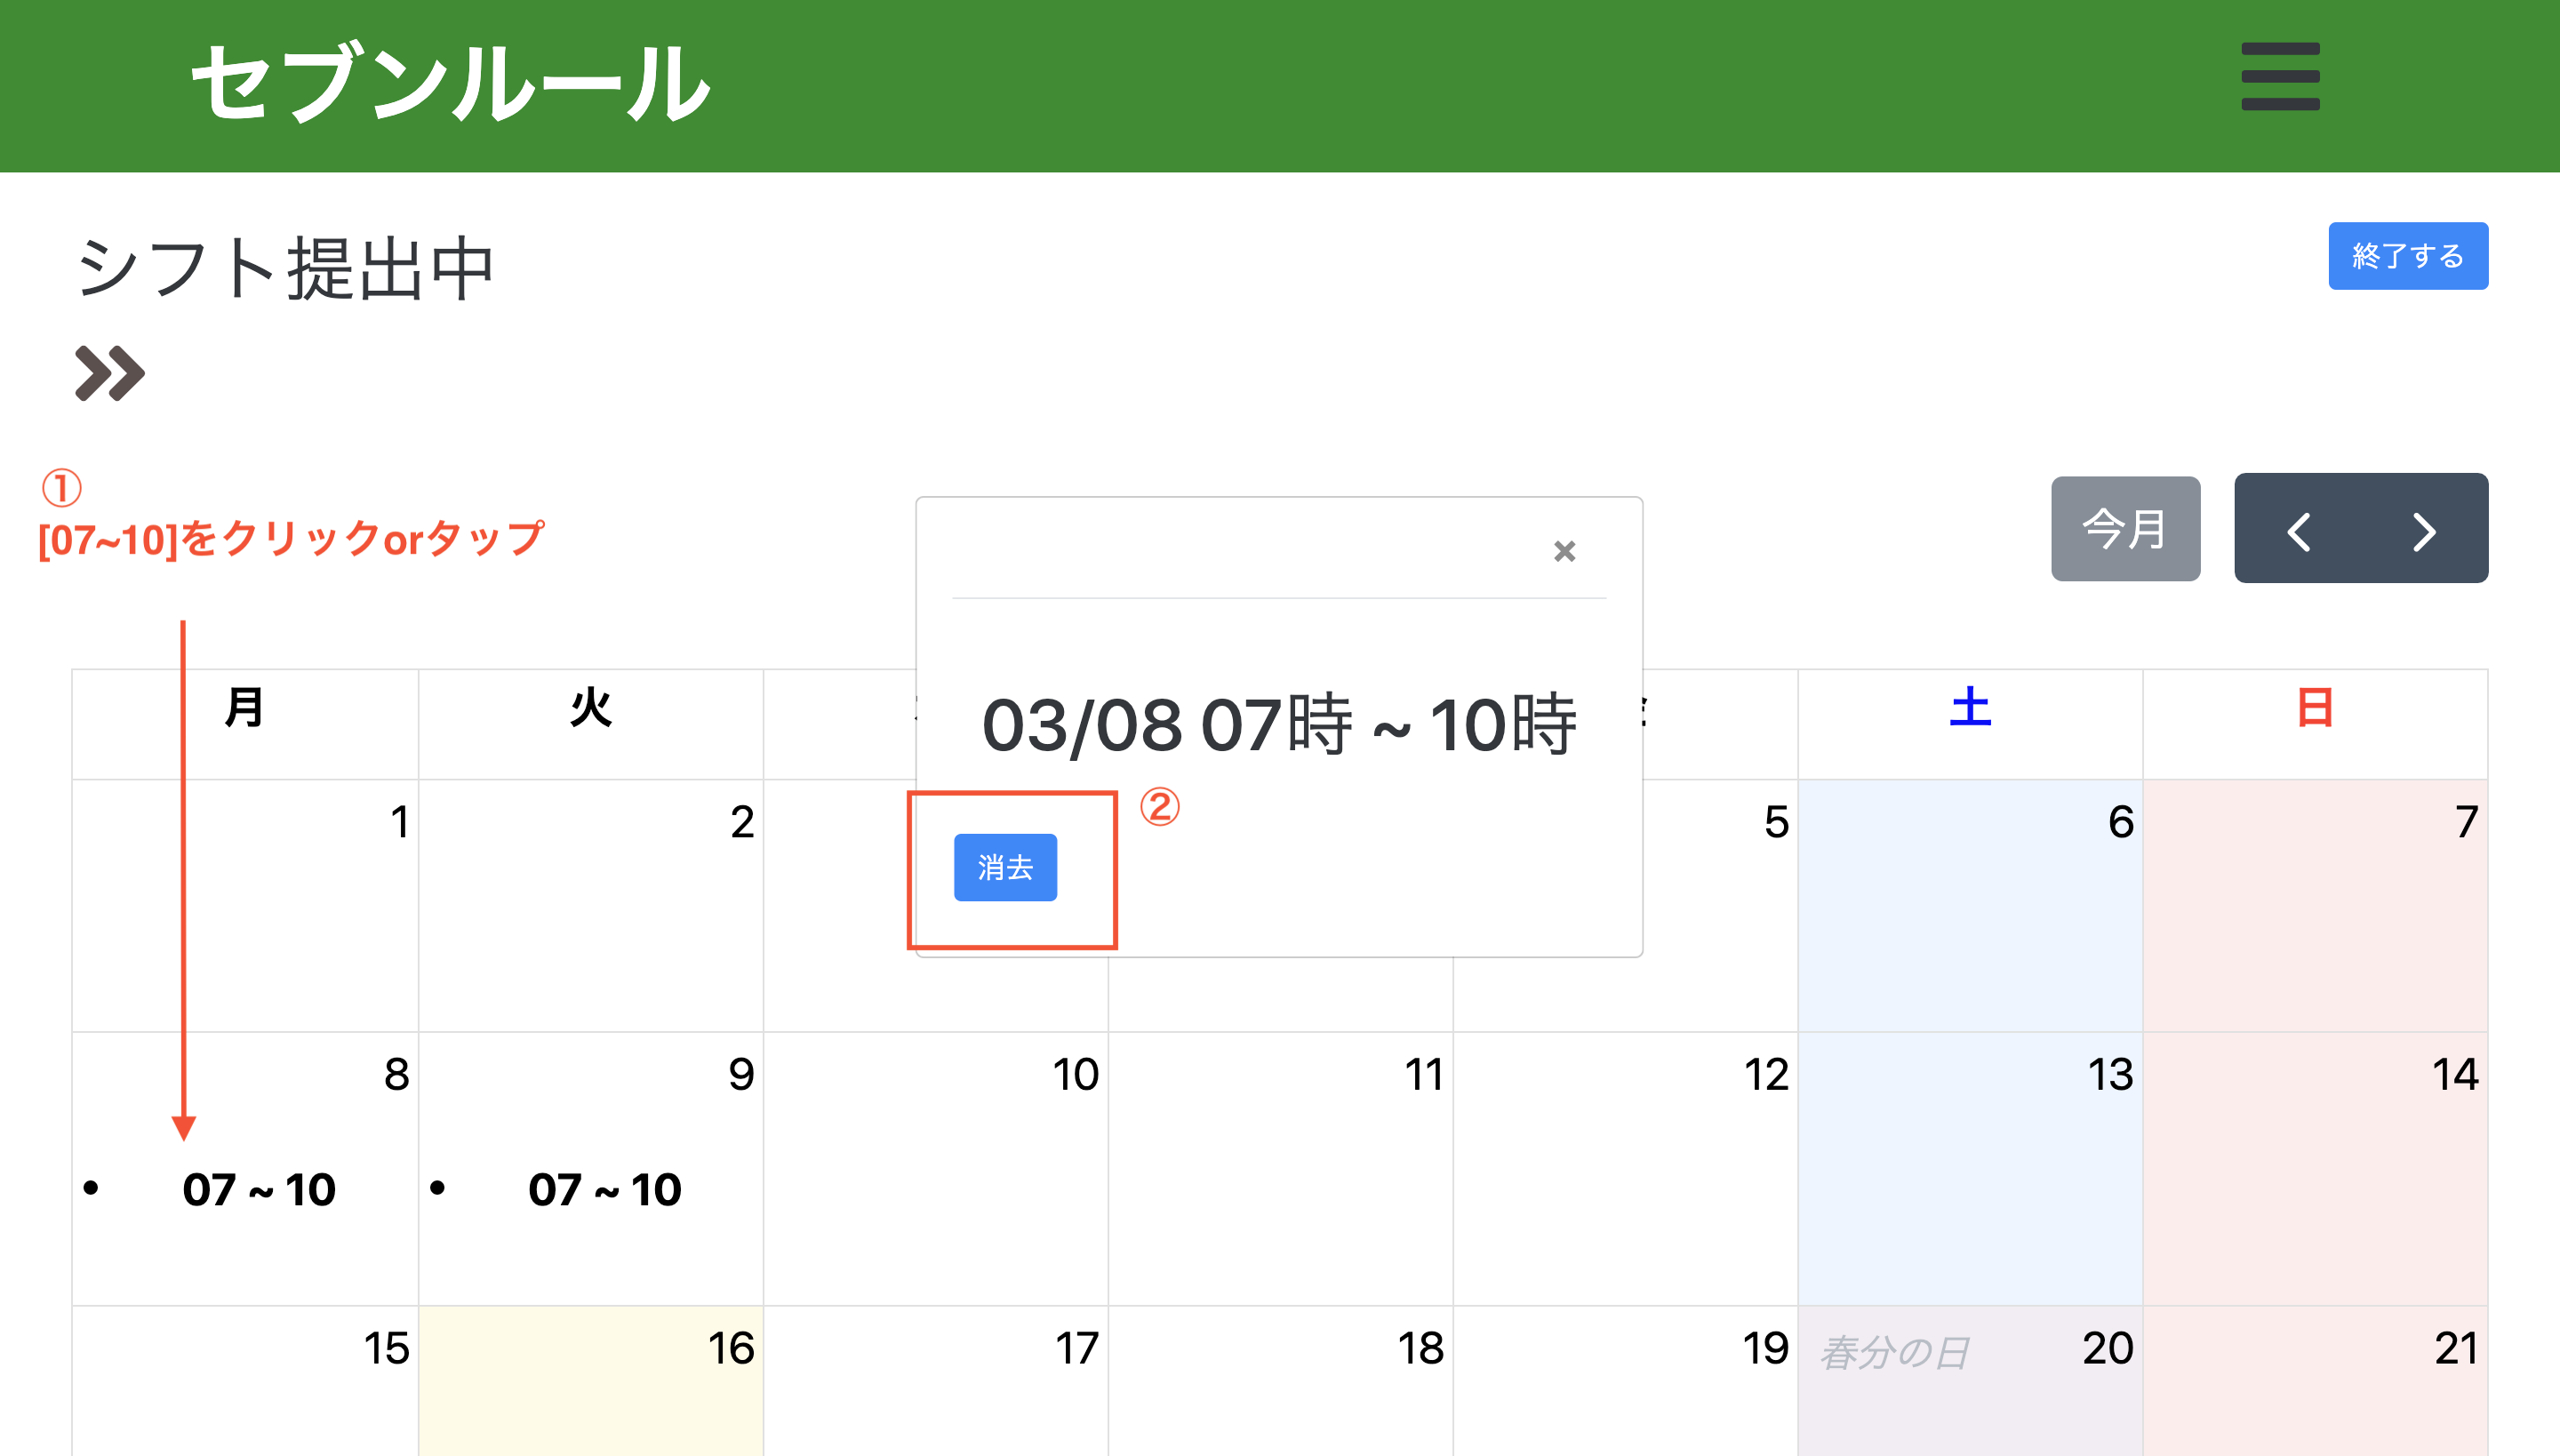 セブンルール
シフト提出中
終了する
①
[07~10]をクリックorタップ
今月
×
03/08 07時 ~ 10時
②
消去
月 火 土 日
1 2 5 6 7
8 9 10 11 12 13 14
• 07 ~ 10 • 07 ~ 10
15 16 17 18 19 春分の日 20 21